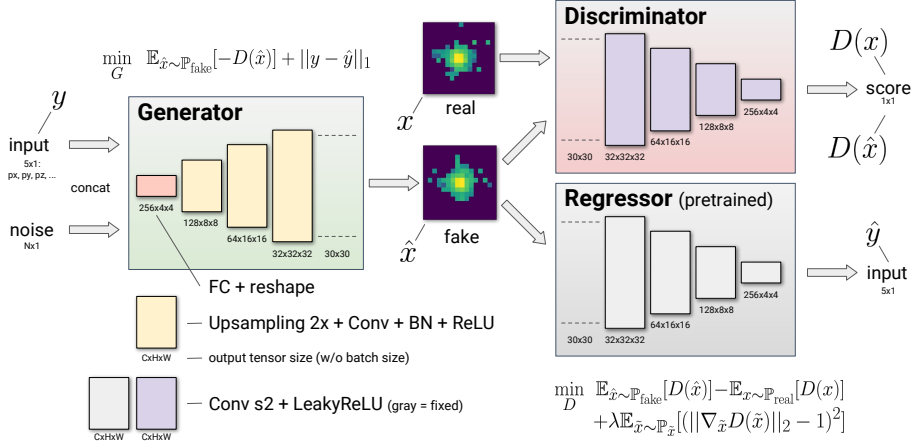 min_G 𝔼_{x̂∼ℙ_fake}[−D(x̂)] + ||y − ŷ||_1
y
input
5x1:
px, py, pz, ...
concat
noise
Nx1
Generator
256x4x4
128x8x8
64x16x16
32x32x32
30x30
FC + reshape
Upsampling 2x + Conv + BN + ReLU
CxHxW
output tensor size (w/o batch size)
CxHxW
CxHxW
Conv s2 + LeakyReLU (gray = fixed)
x
real
x̂
fake
Discriminator
30x30
32x32x32
64x16x16
128x8x8
256x4x4
D(x)
score
1x1
D(x̂)
Regressor (pretrained)
30x30
32x32x32
64x16x16
128x8x8
256x4x4
ŷ
input
5x1
min_D 𝔼_{x̂∼ℙ_fake}[D(x̂)]−𝔼_{x∼ℙ_real}[D(x)]
+λ𝔼_{x̃∼ℙ_x̃}[(||∇_x̃ D(x̃)||_2 − 1)^2]